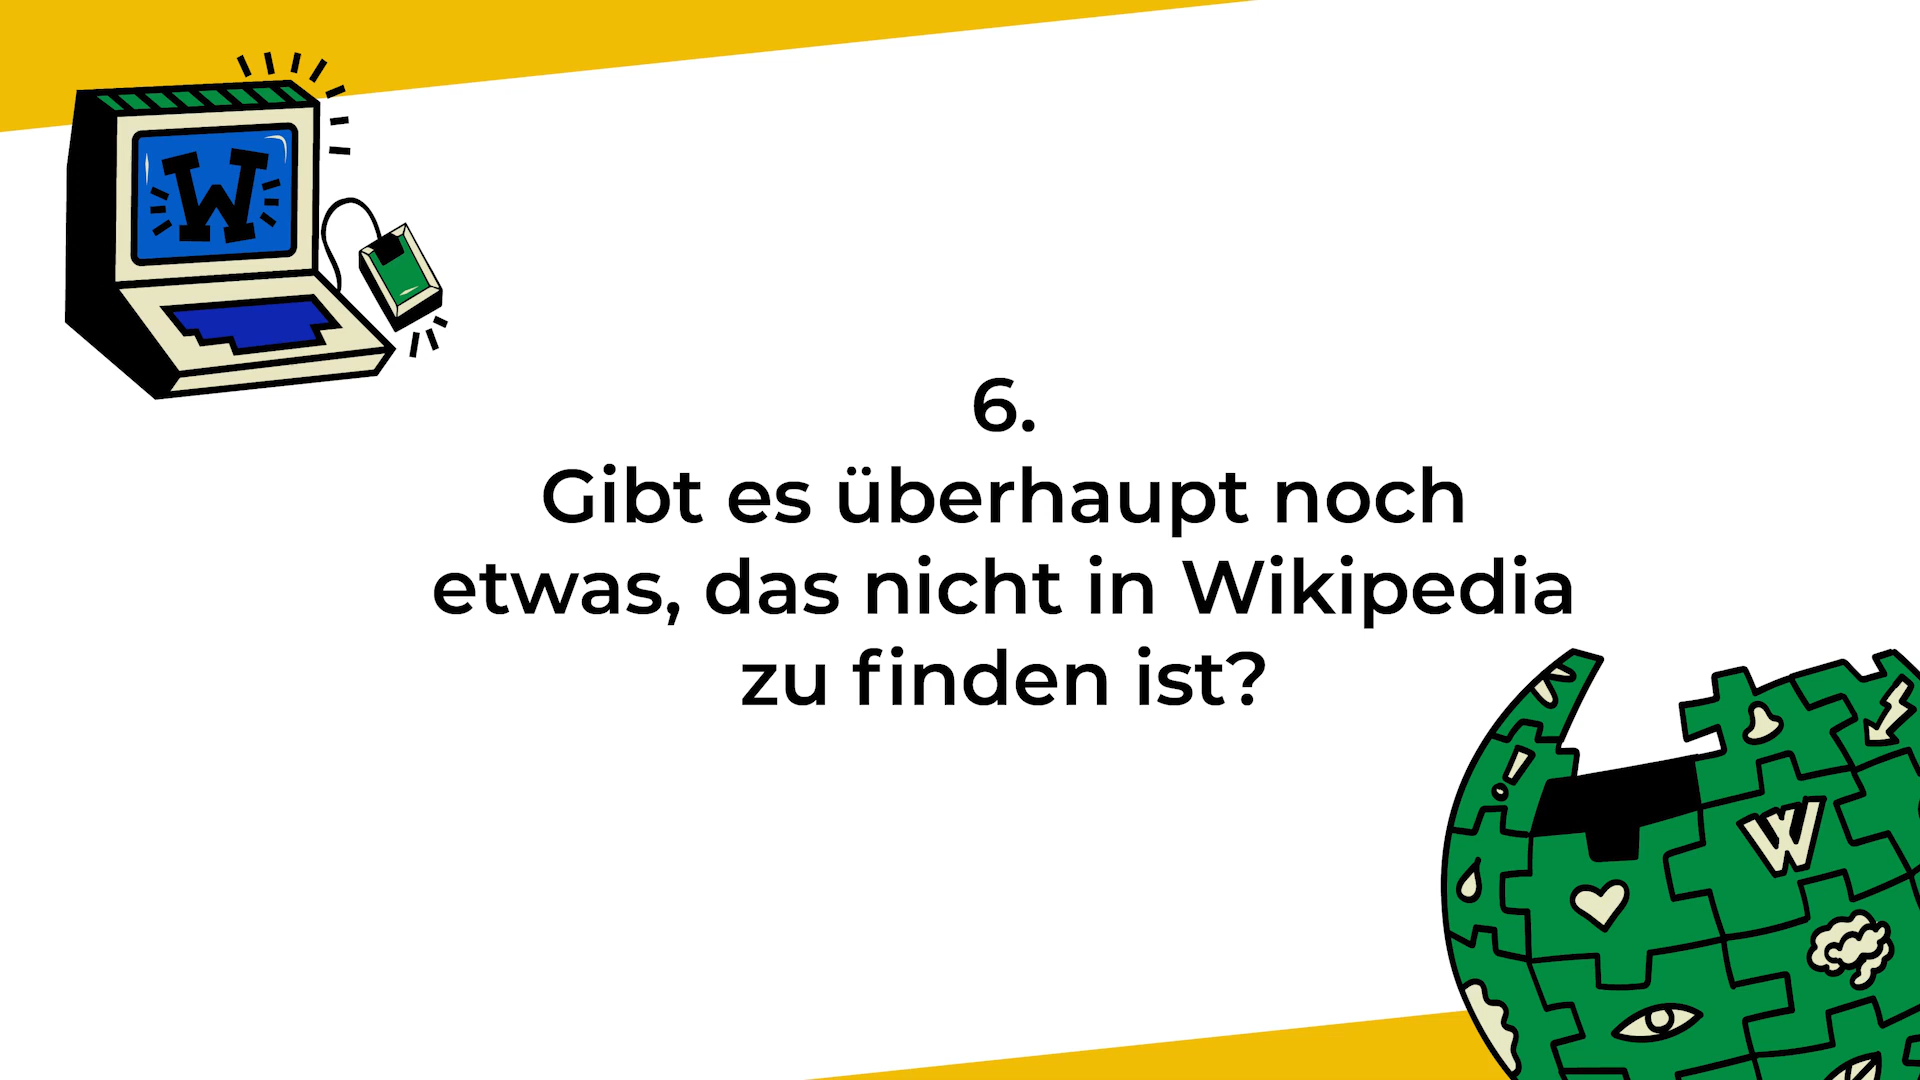 W
6.
Gibt es überhaupt noch
etwas, das nicht in Wikipedia
zu finden ist?
!
W